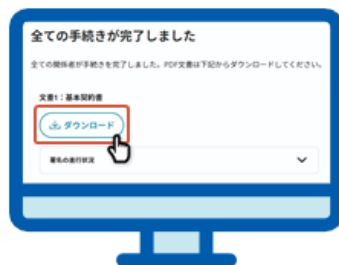 全ての手続きが完了しました
全ての関係者が手続きを完了しました。PDF文書は下記からダウンロードしてください。
文書1：基本契約書
ダウンロード
署名の進行状況